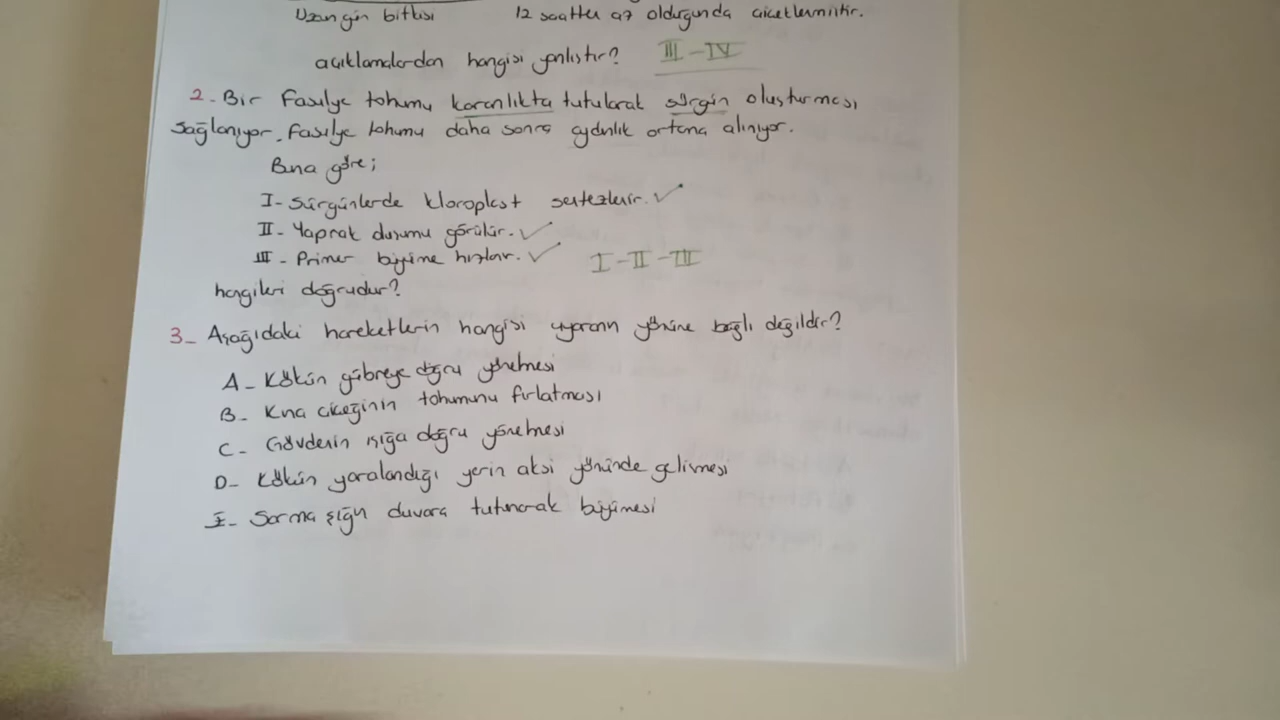 Uzun gün bitkisi 12 saatten az olduğunda çiçeklenmiştir.
açıklamalardan hangisi yanlıştır? III - IV
2- Bir Fasulye tohumu karanlıkta tutularak sürgün oluşturması
sağlanıyor. Fasulye tohumu daha sonra aydınlık ortama alınıyor.
Buna göre;
I- Sürgünlerde kloroplast sentezlenir. ✓
II- Yaprak durumu görülür. ✓
III- Primer büyüme hızlanır. ✓ I - II - III
hangileri doğrudur?
3- Aşağıdaki hareketlerin hangisi uyaranın yönüne bağlı değildir?
A- Kökün gübreye doğru yönelmesi
B- Kına çiçeğinin tohumunu fırlatması
C- Gövdenin ışığa doğru yönelmesi
D- Kökün yaralandığı yerin aksi yönünde gelişmesi
E- Sarmaşığın duvara tutunarak büyümesi